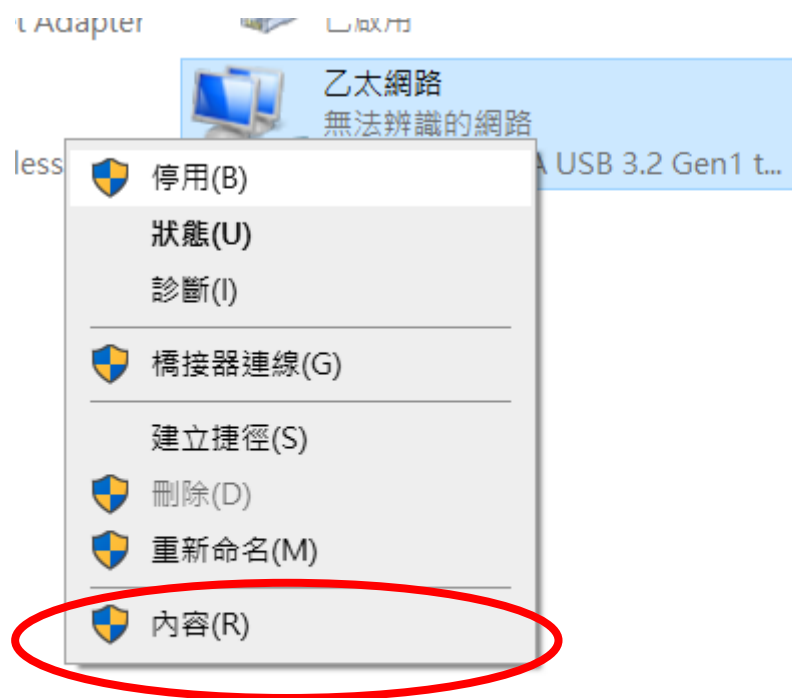 t Adapter
已啟用
乙太網路
無法辨識的網路
less
USB 3.2 Gen1 t...
停用(B)
狀態(U)
診斷(I)
橋接器連線(G)
建立捷徑(S)
刪除(D)
重新命名(M)
內容(R)